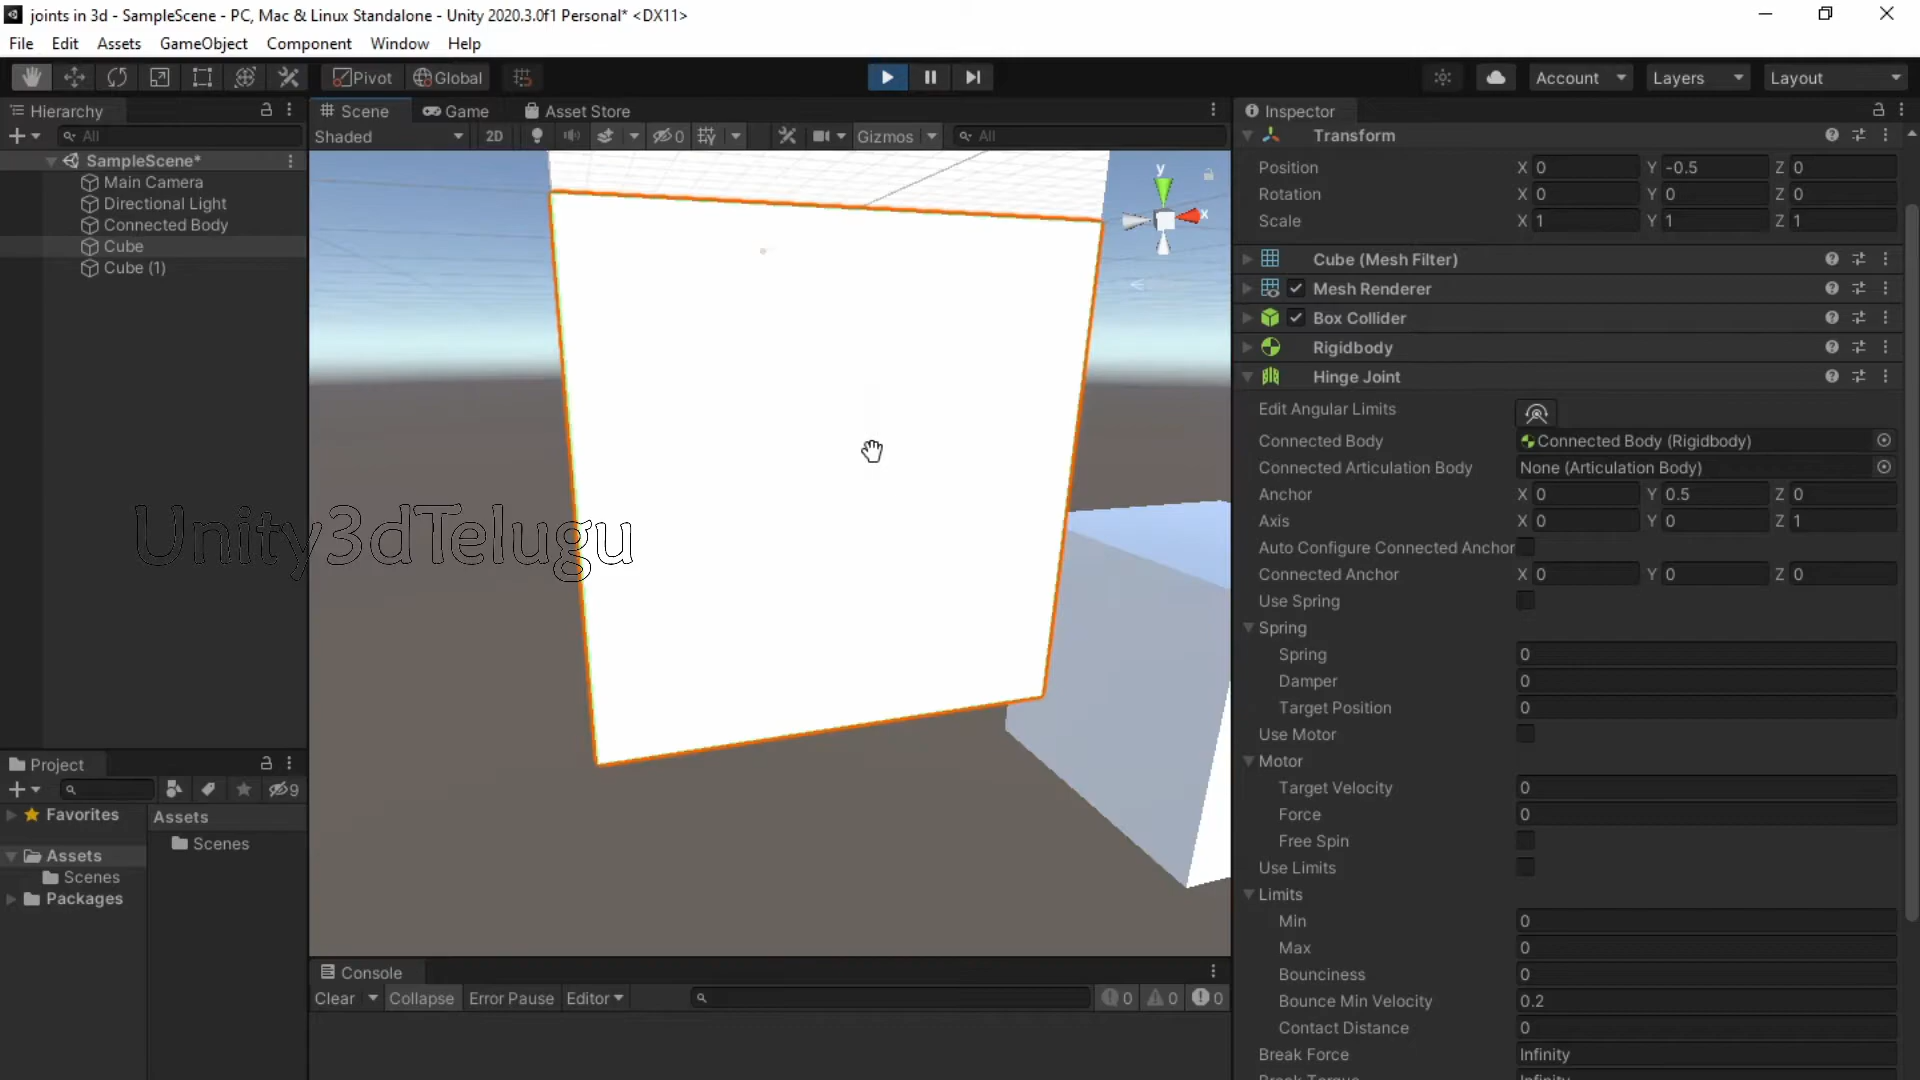 joints in 3d - SampleScene - PC, Mac & Linux Standalone - Unity 2020.3.0f1 Personal* <DX11>
File Edit Assets GameObject Component Window Help
Pivot Global Account Layers Layout
Hierarchy
All
SampleScene*
Main Camera
Directional Light
Connected Body
Cube
Cube (1)
Scene Game Asset Store
Shaded 2D 0 Gizmos All
y
x
Unity3dTelugu
Project
9
Favorites
Assets
Scenes
Packages
Assets
Scenes
Console
Clear Collapse Error Pause Editor 0 0 0
Inspector
Transform
Position X 0 Y -0.5 Z 0
Rotation X 0 Y 0 Z 0
Scale X 1 Y 1 Z 1
Cube (Mesh Filter)
Mesh Renderer
Box Collider
Rigidbody
Hinge Joint
Edit Angular Limits
Connected Body Connected Body (Rigidbody)
Connected Articulation Body None (Articulation Body)
Anchor X 0 Y 0.5 Z 0
Axis X 0 Y 0 Z 1
Auto Configure Connected Anchor
Connected Anchor X 0 Y 0 Z 0
Use Spring
Spring
Spring 0
Damper 0
Target Position 0
Use Motor
Motor
Target Velocity 0
Force 0
Free Spin
Use Limits
Limits
Min 0
Max 0
Bounciness 0
Bounce Min Velocity 0.2
Contact Distance 0
Break Force Infinity